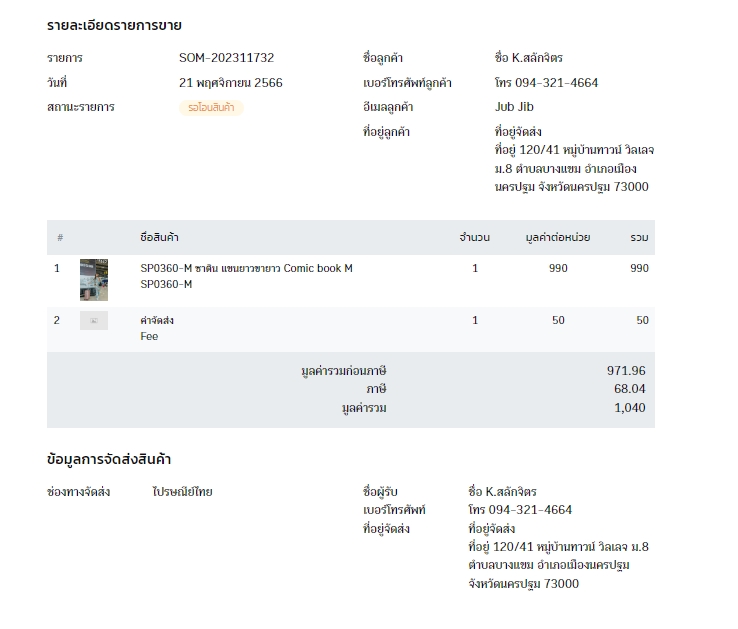 รายละเอียดรายการขาย
รายการ SOM-202311732 ชื่อลูกค้า ชื่อ K.สลักจิตร
วันที่ 21 พฤศจิกายน 2566 เบอร์โทรศัพท์ลูกค้า โทร 094-321-4664
สถานะรายการ รอโอนสินค้า อีเมลลูกค้า Jub Jib
ที่อยู่ลูกค้า ที่อยู่จัดส่ง
ที่อยู่ 120/41 หมู่บ้านทาวน์ วิลเลจ
ม.8 ตำบลบางแขม อำเภอเมือง
นครปฐม จังหวัดนครปฐม 73000
# ชื่อสินค้า จำนวน มูลค่าต่อหน่วย รวม
1 SP0360-M ซาติน แขนยาวขายาว Comic book M 1 990 990
SP0360-M
2 ค่าจัดส่ง 1 50 50
Fee
มูลค่ารวมก่อนภาษี 971.96
ภาษี 68.04
มูลค่ารวม 1,040
ข้อมูลการจัดส่งสินค้า
ช่องทางจัดส่ง ไปรษณีย์ไทย ชื่อผู้รับ ชื่อ K.สลักจิตร
เบอร์โทรศัพท์ โทร 094-321-4664
ที่อยู่จัดส่ง ที่อยู่จัดส่ง
ที่อยู่ 120/41 หมู่บ้านทาวน์ วิลเลจ ม.8
ตำบลบางแขม อำเภอเมืองนครปฐม
จังหวัดนครปฐม 73000